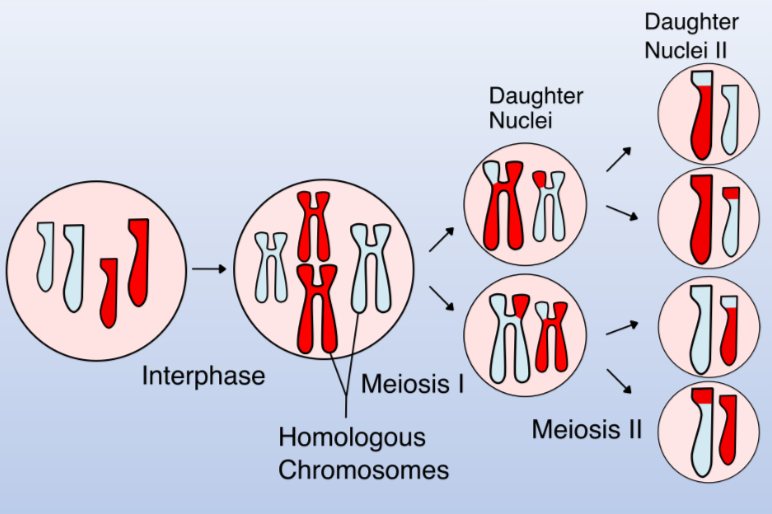 Daughter
Nuclei II
Daughter
Nuclei
Interphase
Meiosis I
Homologous
Chromosomes
Meiosis II